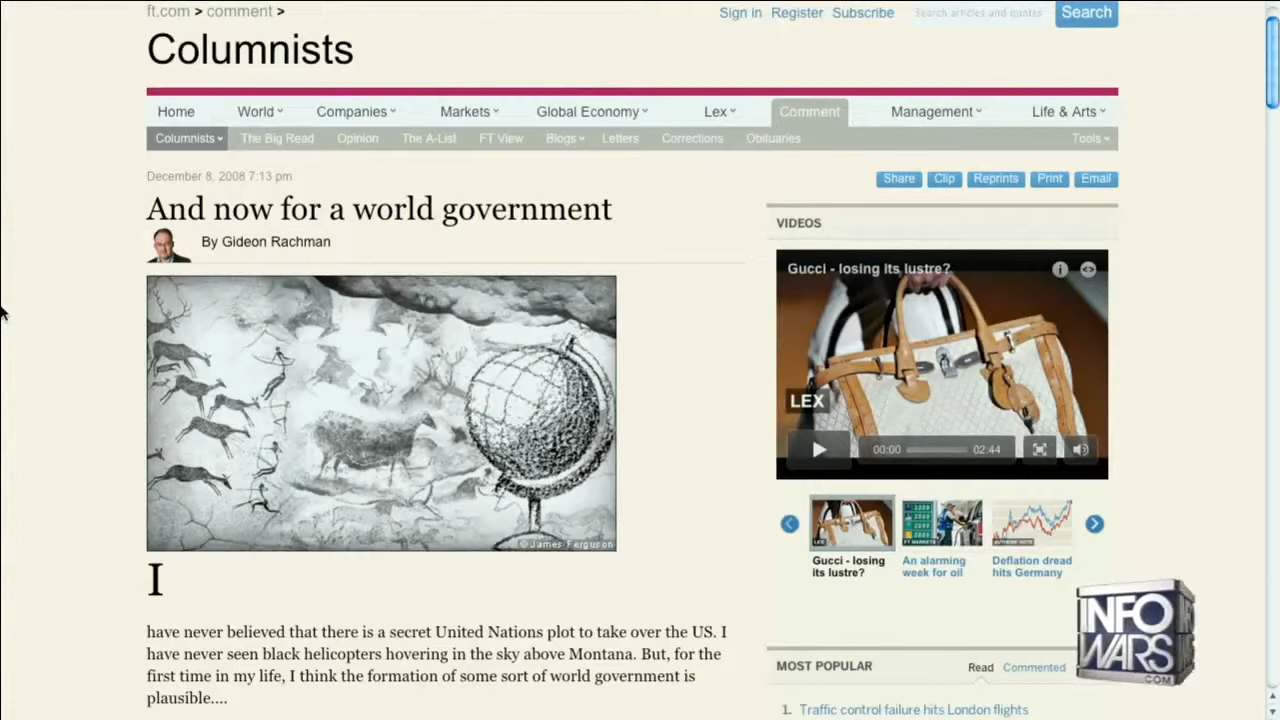 ft.com > comment >
Sign in Register Subscribe Search articles and quotes Search
Columnists
Home World Companies Markets Global Economy Lex Comment Management Life & Arts
Columnists The Big Read Opinion The A-List FT View Blogs Letters Corrections Obituaries Tools
December 8, 2008 7:13 pm
Share Clip Reprints Print Email
And now for a world government
By Gideon Rachman
VIDEOS
Gucci - losing its lustre?
LEX
00:00 02:44
© James Ferguson
Gucci - losing
its lustre?
An alarming
week for oil
Deflation dread
hits Germany
I
have never believed that there is a secret United Nations plot to take over the US. I
have never seen black helicopters hovering in the sky above Montana. But, for the
first time in my life, I think the formation of some sort of world government is
plausible....
MOST POPULAR Read Commented
1. Traffic control failure hits London flights
INFO
WARS
.COM